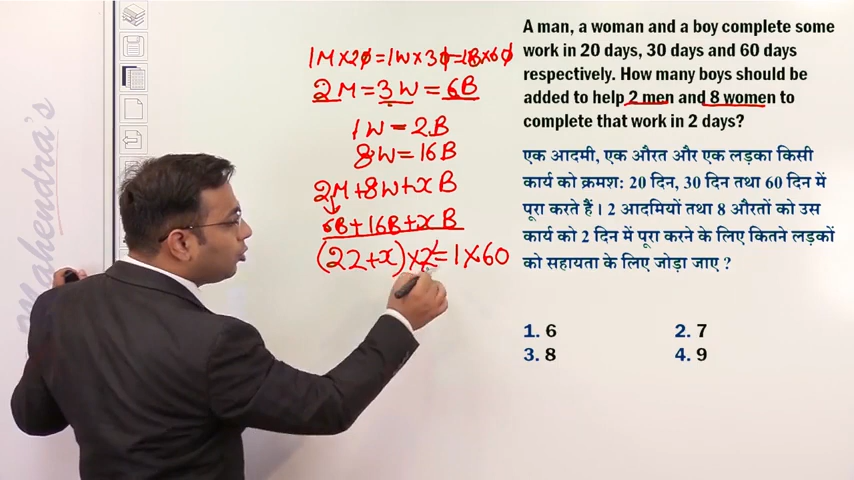 A man, a woman and a boy complete some
work in 20 days, 30 days and 60 days
respectively. How many boys should be
added to help 2 men and 8 women to
complete that work in 2 days?
एक आदमी, एक औरत और एक लड़का किसी
कार्य को क्रमश: 20 दिन, 30 दिन तथा 60 दिन में
पूरा करते हैं। 2 आदमियों तथा 8 औरतों को उस
कार्य को 2 दिन में पूरा करने के लिए कितने लड़कों
को सहायता के लिए जोड़ा जाए ?
1. 6
2. 7
3. 8
4. 9
1M×20=1W×30=1B×60
2M=3W=6B
1W=2B
8W=16B
2M+8W+xB
6B+16B+xB
(22+x)×2=1×60
Mahendra's